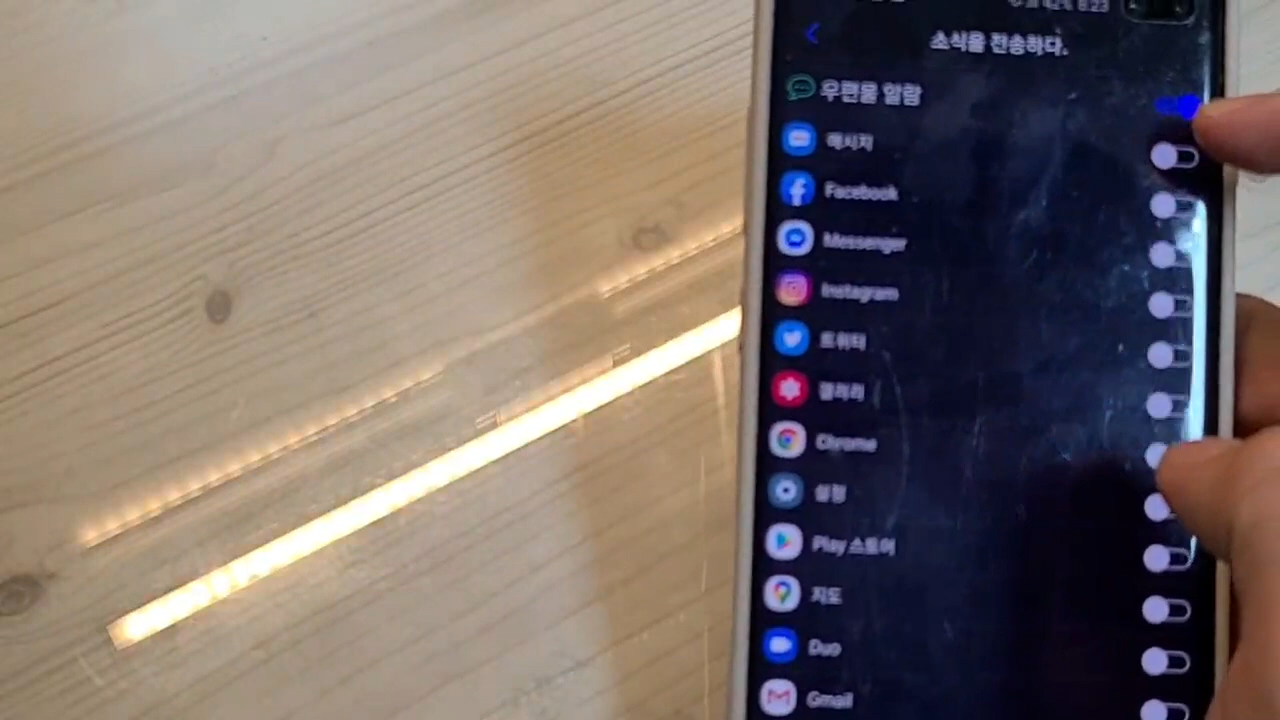 소식을 전송하다.
우편물 알람
메시지
Facebook
Messenger
Instagram
트위터
갤러리
Chrome
설정
Play 스토어
지도
Duo
Gmail